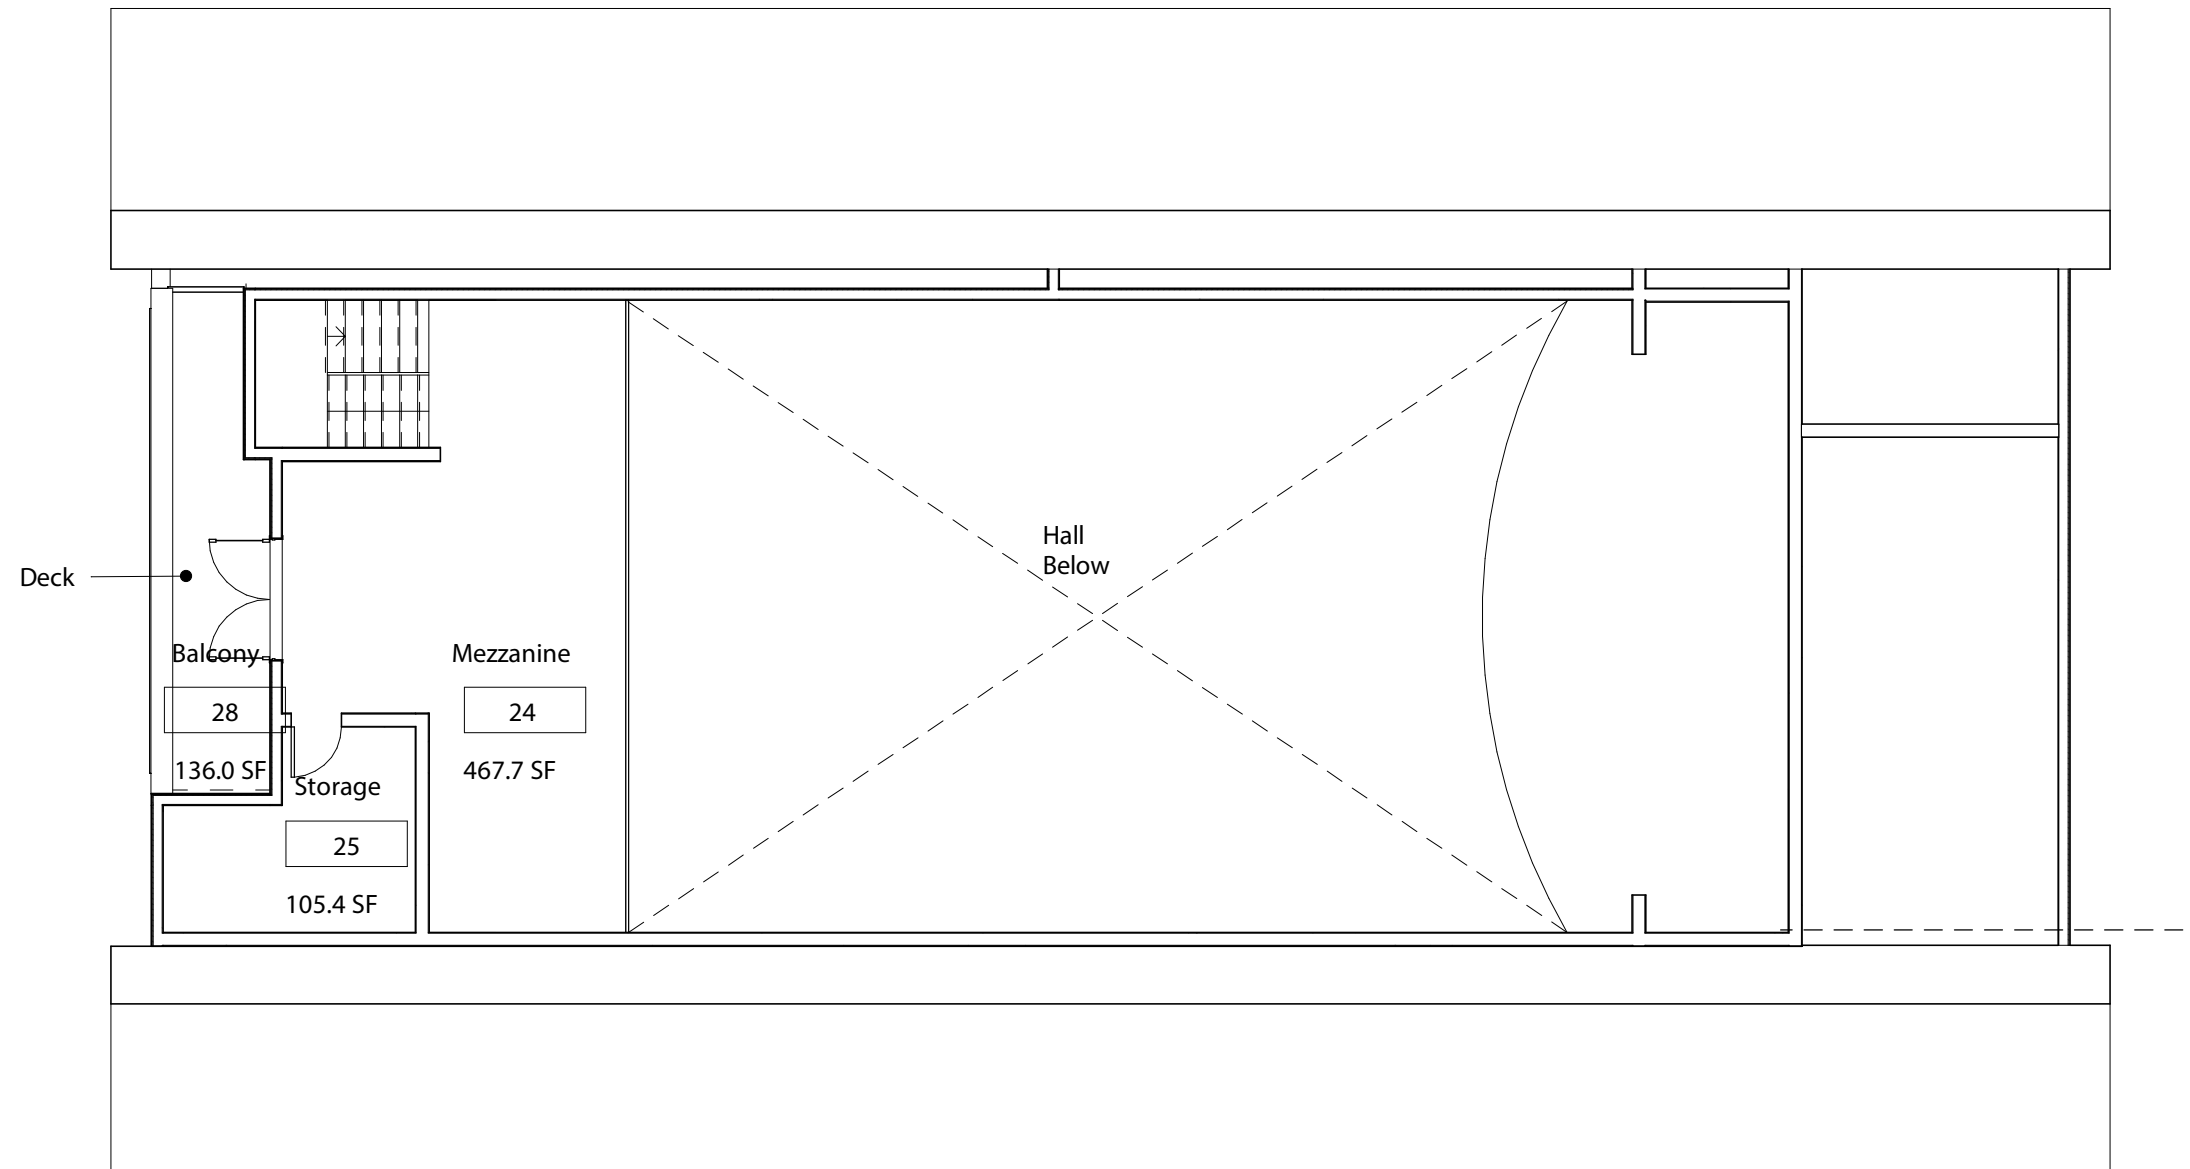 Hall
Below
Deck
Balcony
28
136.0 SF
Mezzanine
24
467.7 SF
Storage
25
105.4 SF